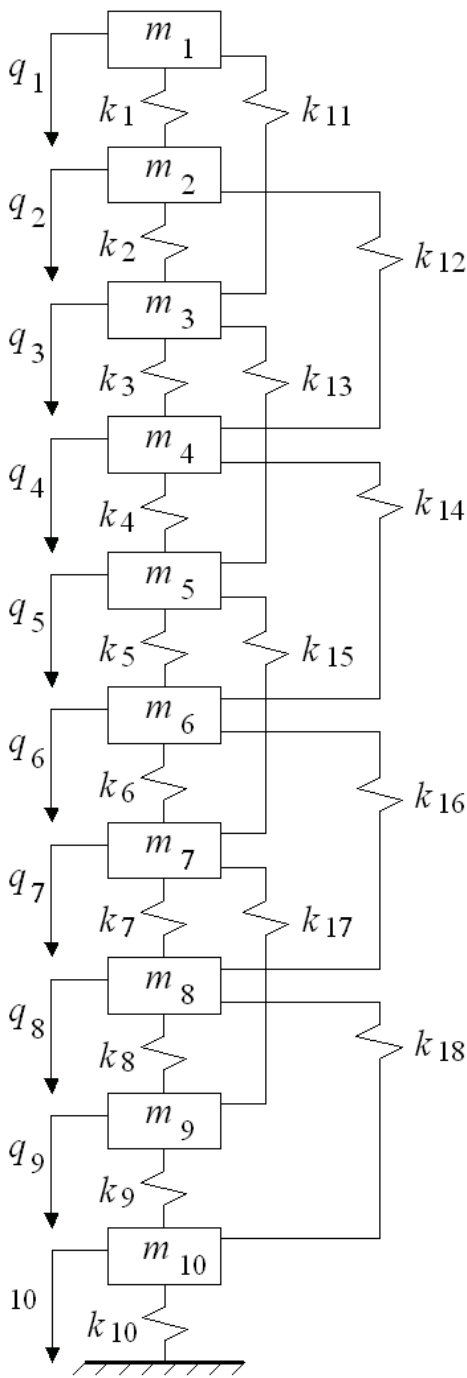 m 1
q 1
k 1 k 11
m 2
q 2
k 2 k 12
m 3
q 3
k 3 k 13
m 4
q 4
k 4 k 14
m 5
q 5
k 5 k 15
m 6
q 6
k 6 k 16
m 7
q 7
k 7 k 17
m 8
q 8
k 8 k 18
m 9
q 9
k 9
m 10
10
k 10